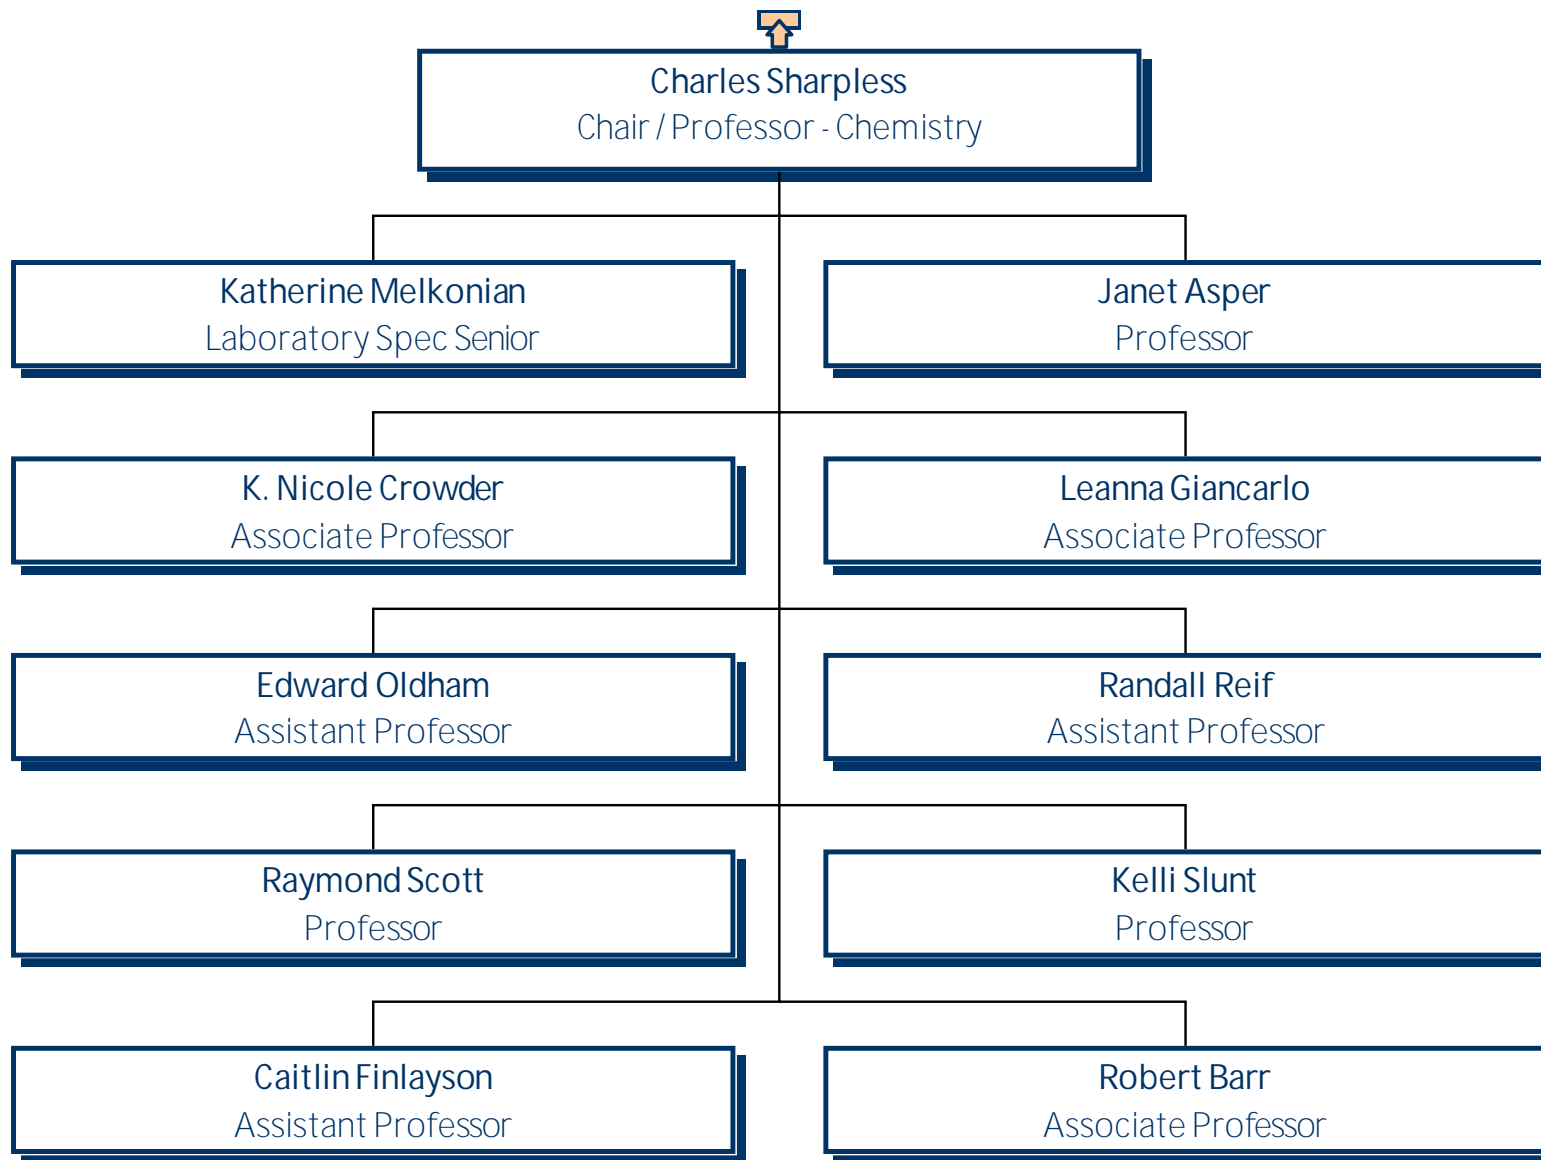 Charles Sharpless
Chair / Professor - Chemistry
Katherine Melkonian
Laboratory Spec Senior
Janet Asper
Professor
K. Nicole Crowder
Associate Professor
Leanna Giancarlo
Associate Professor
Edward Oldham
Assistant Professor
Randall Reif
Assistant Professor
Raymond Scott
Professor
Kelli Slunt
Professor
Caitlin Finlayson
Assistant Professor
Robert Barr
Associate Professor